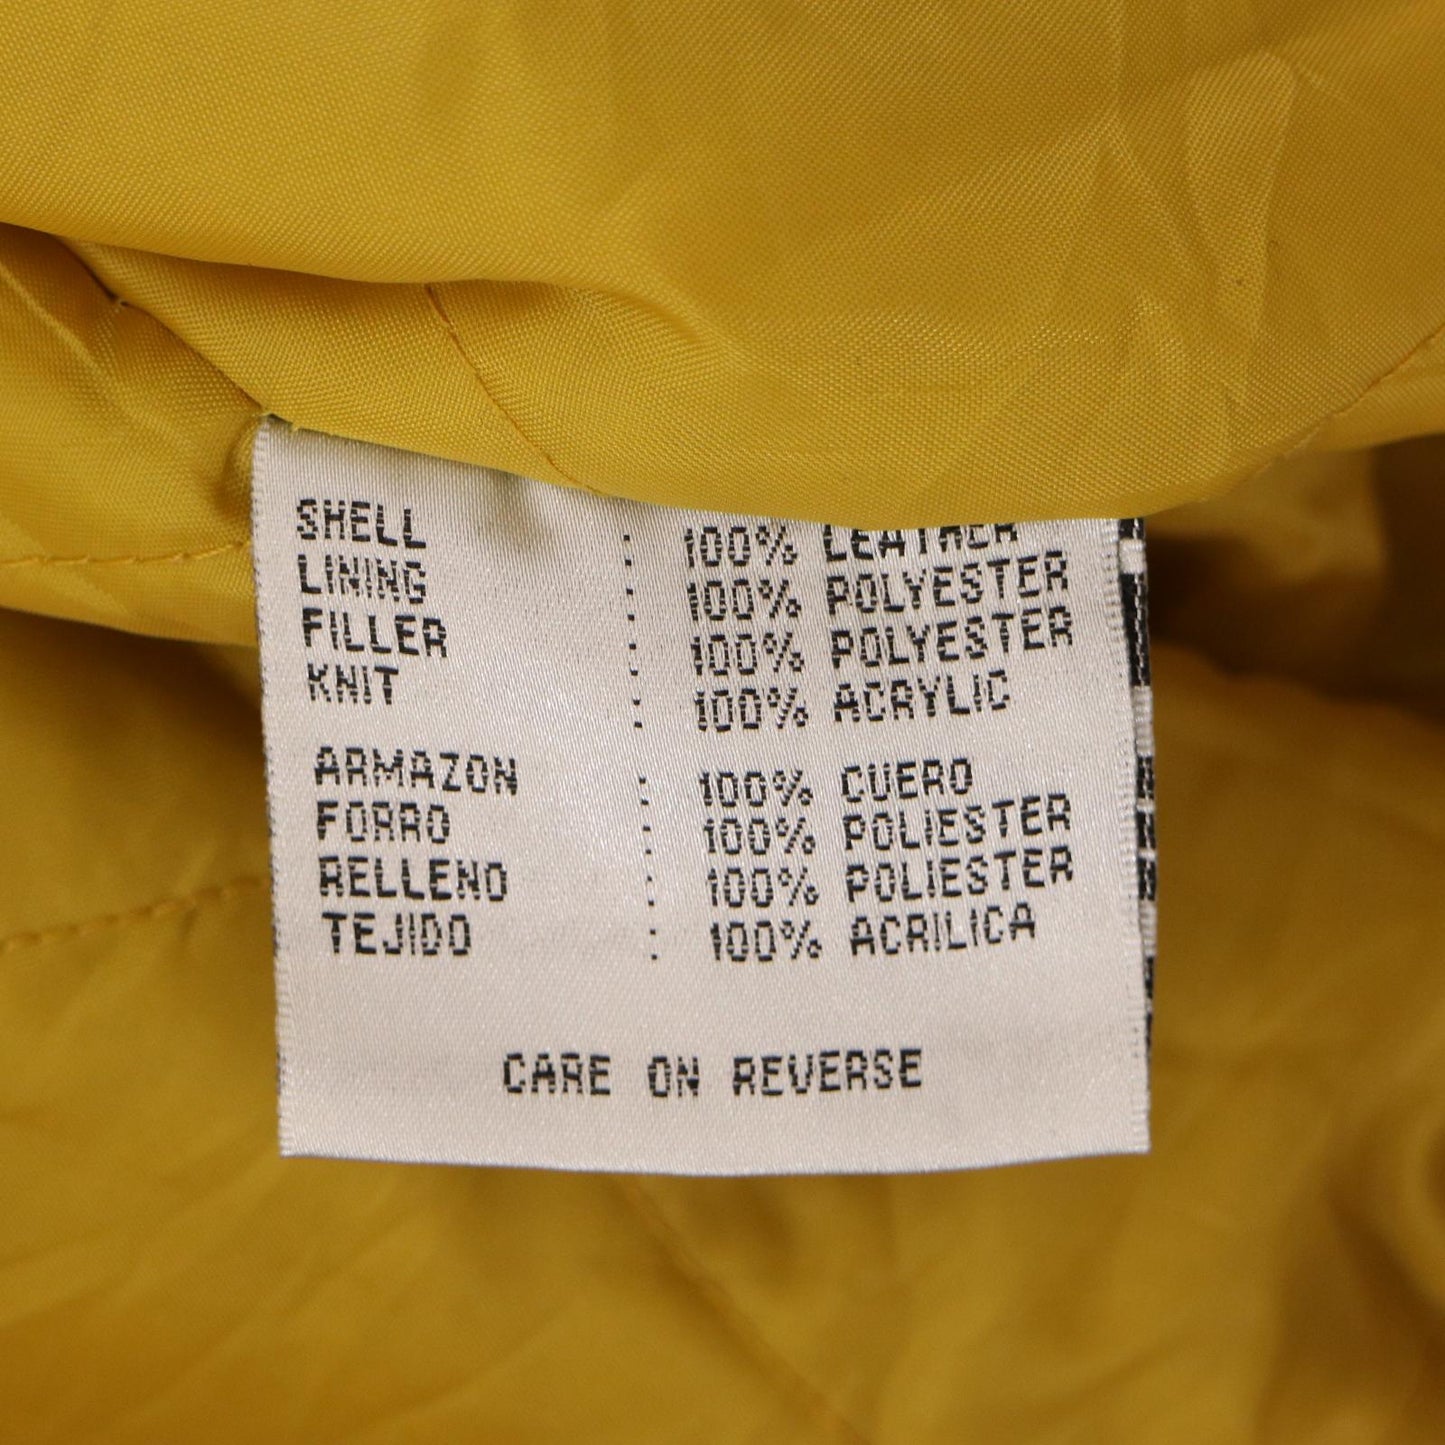 SHELL : 100% LEATHER
LINING : 100% POLYESTER
FILLER : 100% POLYESTER
KNIT : 100% ACRYLIC
ARMAZON : 100% CUERO
FORRO : 100% POLIESTER
RELLENO : 100% POLIESTER
TEJIDO : 100% ACRILICA
CARE ON REVERSE